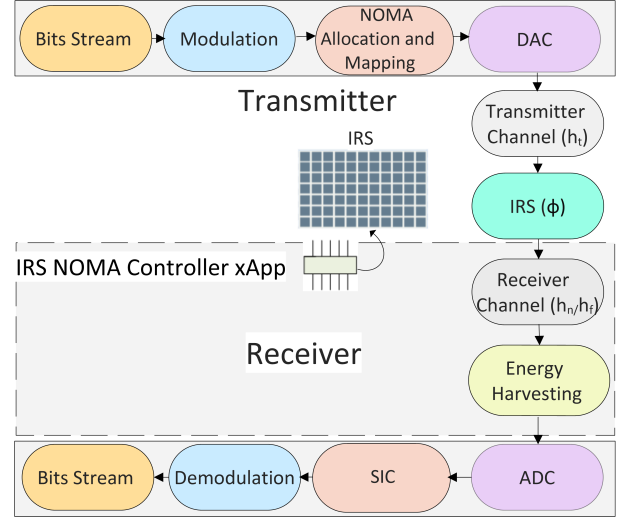 Bits Stream
Modulation
NOMA
Allocation and
Mapping
DAC
Transmitter
Transmitter
Channel (hₜ)
IRS
IRS (ϕ)
IRS NOMA Controller xApp
Receiver
Channel (hₙ/h_f)
Receiver
Energy
Harvesting
Bits Stream
Demodulation
SIC
ADC